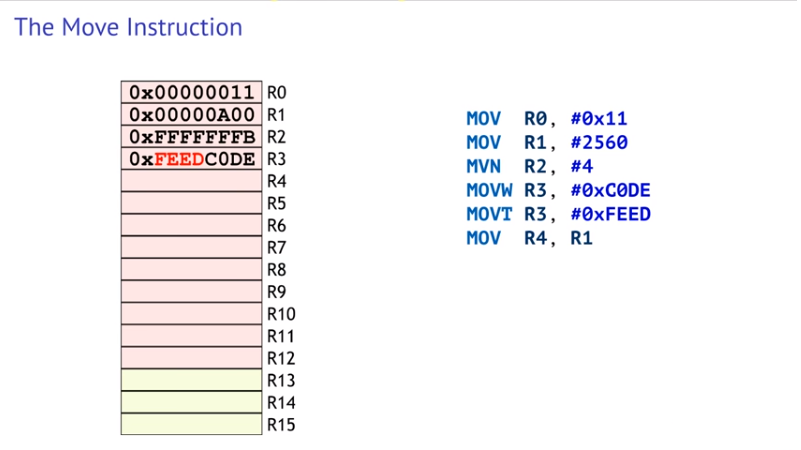 The Move Instruction
0x00000011 R0
0x00000A00 R1
0xFFFFFFFB R2
0xFEEDC0DE R3
R4
R5
R6
R7
R8
R9
R10
R11
R12
R13
R14
R15
MOV R0, #0x11
MOV R1, #2560
MVN R2, #4
MOVW R3, #0xC0DE
MOVT R3, #0xFEED
MOV R4, R1